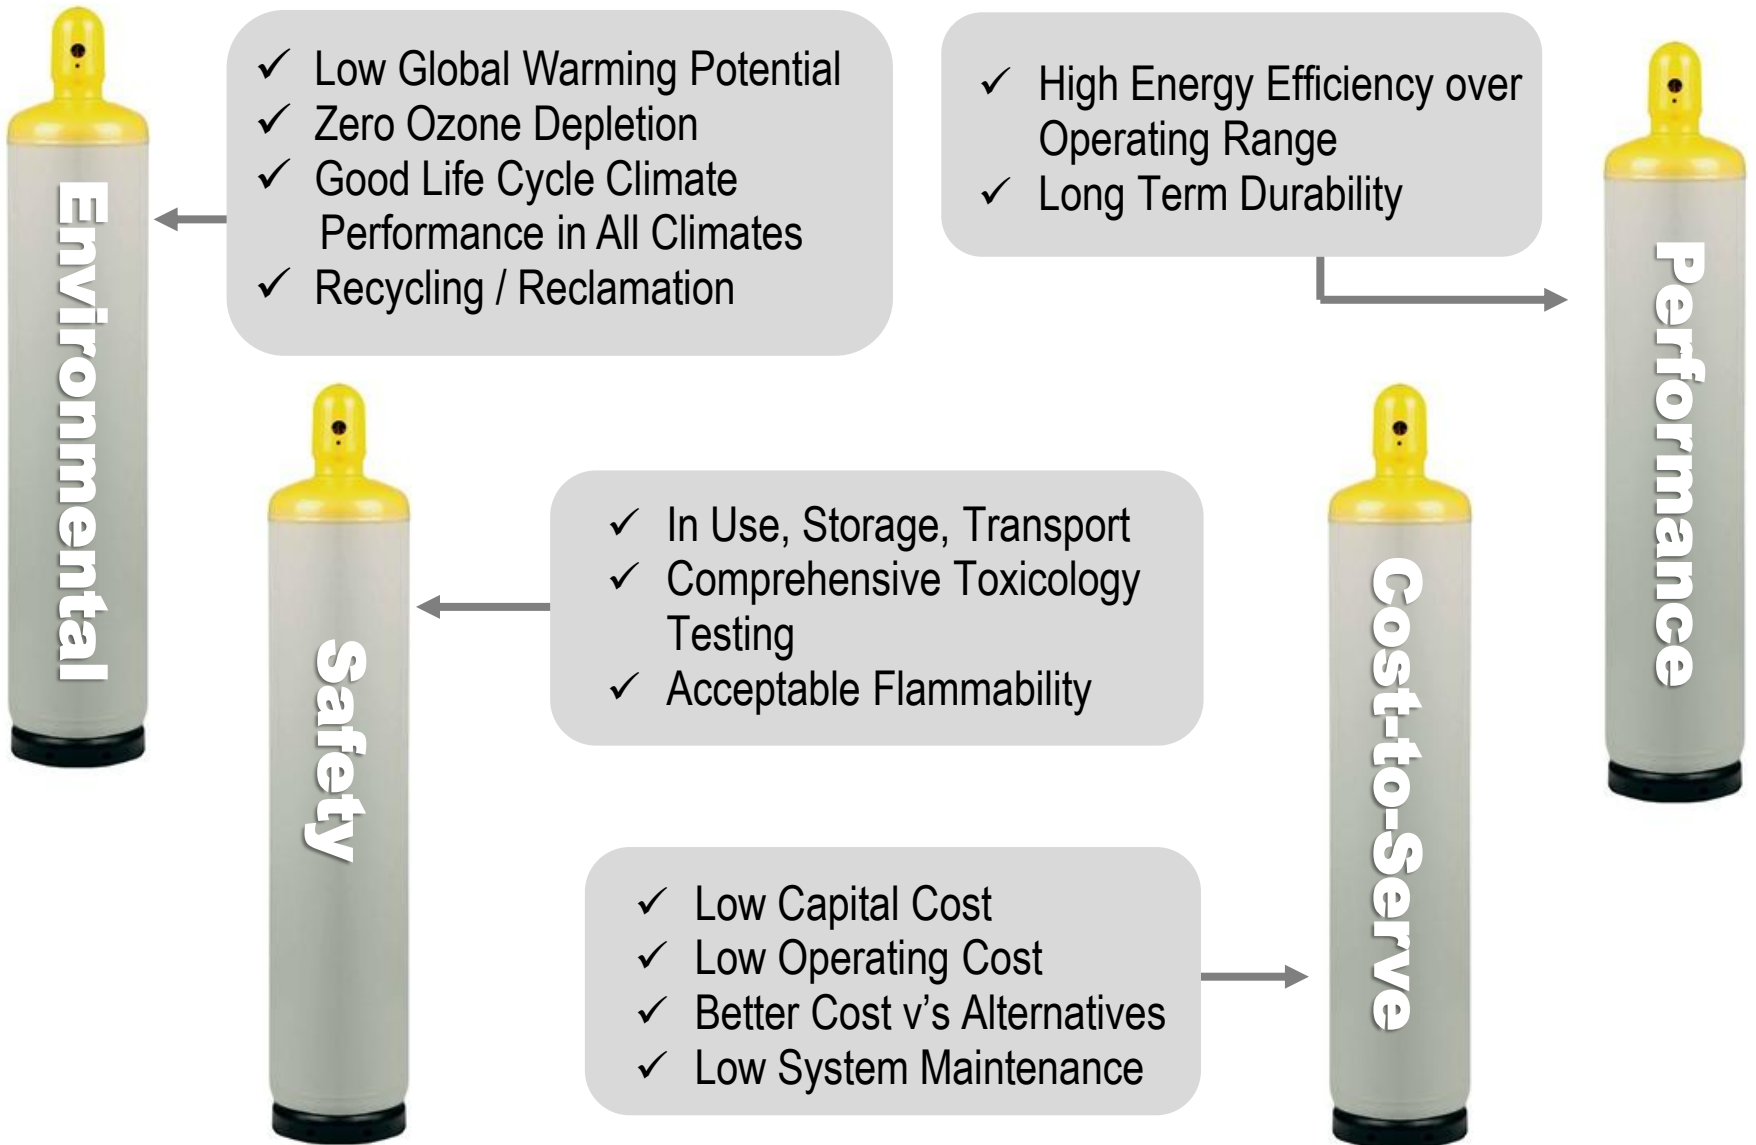 Environmental
✓ Low Global Warming Potential
✓ Zero Ozone Depletion
✓ Good Life Cycle Climate
Performance in All Climates
✓ Recycling / Reclamation
✓ High Energy Efficiency over
Operating Range
✓ Long Term Durability
Performance
Safety
✓ In Use, Storage, Transport
✓ Comprehensive Toxicology
Testing
✓ Acceptable Flammability
✓ Low Capital Cost
✓ Low Operating Cost
✓ Better Cost v’s Alternatives
✓ Low System Maintenance
Cost-to-Serve